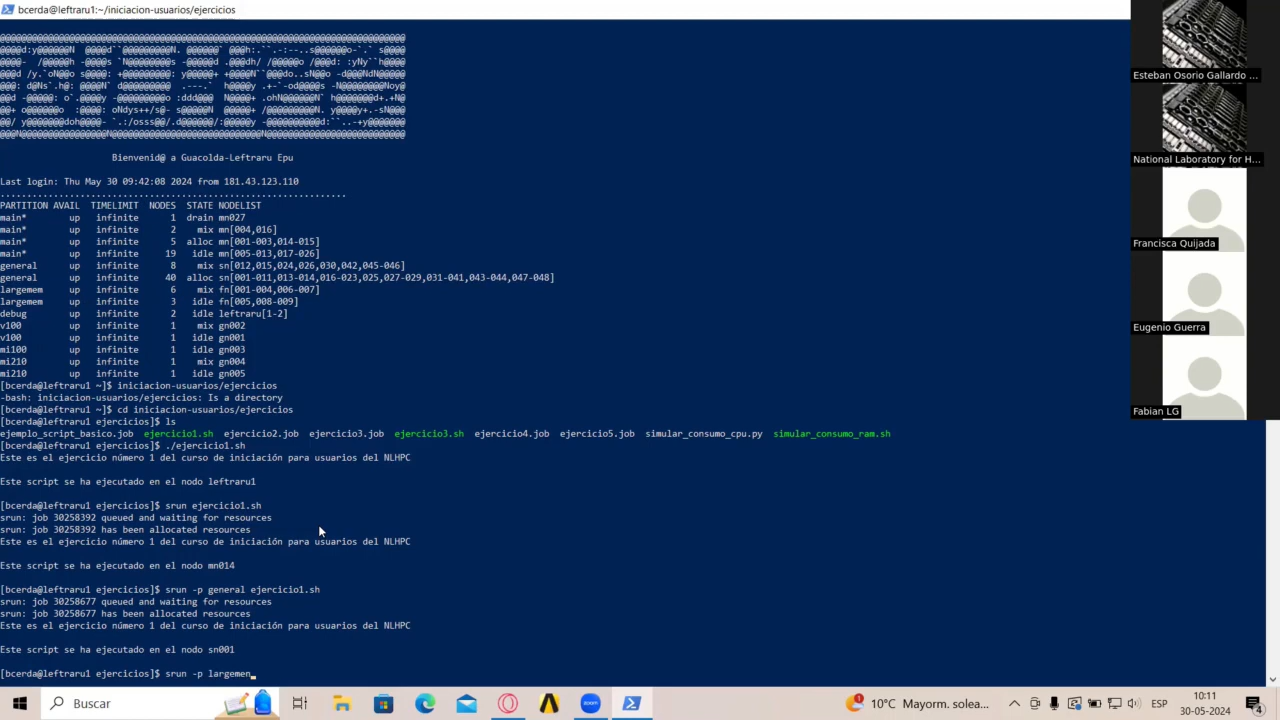 bcerda@leftraru1:~/iniciacion-usuarios/ejercicios
Bienvenid@ a Guacolda-Leftraru Epu
Last login: Thu May 30 09:42:08 2024 from 181.43.123.110
PARTITION AVAIL  TIMELIMIT  NODES  STATE NODELIST
main*        up   infinite      1  drain mn027
main*        up   infinite      2    mix mn[004,016]
main*        up   infinite      5  alloc mn[001-003,014-015]
main*        up   infinite     19   idle mn[005-013,017-026]
general      up   infinite      8    mix sn[012,015,024,026,030,042,045-046]
general      up   infinite     40  alloc sn[001-011,013-014,016-023,025,027-029,031-041,043-044,047-048]
largemem     up   infinite      6    mix fn[001-004,006-007]
largemem     up   infinite      3   idle fn[005,008-009]
debug        up   infinite      2   idle leftraru[1-2]
v100         up   infinite      1    mix gn002
v100         up   infinite      1   idle gn001
mi100        up   infinite      1   idle gn003
mi210        up   infinite      1    mix gn004
mi210        up   infinite      1   idle gn005
[bcerda@leftraru1 ~]$ iniciacion-usuarios/ejercicios
-bash: iniciacion-usuarios/ejercicios: Is a directory
[bcerda@leftraru1 ~]$ cd iniciacion-usuarios/ejercicios
[bcerda@leftraru1 ejercicios]$ ls
ejemplo_script_basico.job  ejercicio1.sh  ejercicio2.job  ejercicio3.job  ejercicio3.sh  ejercicio4.job  ejercicio5.job  simular_consumo_cpu.py  simular_consumo_ram.sh
[bcerda@leftraru1 ejercicios]$ ./ejercicio1.sh
Este es el ejercicio número 1 del curso de iniciación para usuarios del NLHPC
Este script se ha ejecutado en el nodo leftraru1
[bcerda@leftraru1 ejercicios]$ srun ejercicio1.sh
srun: job 30258392 queued and waiting for resources
srun: job 30258392 has been allocated resources
Este es el ejercicio número 1 del curso de iniciación para usuarios del NLHPC
Este script se ha ejecutado en el nodo mn014
[bcerda@leftraru1 ejercicios]$ srun -p general ejercicio1.sh
srun: job 30258677 queued and waiting for resources
srun: job 30258677 has been allocated resources
Este es el ejercicio número 1 del curso de iniciación para usuarios del NLHPC
Este script se ha ejecutado en el nodo sn001
[bcerda@leftraru1 ejercicios]$ srun -p largemen
Esteban Osorio Gallardo ...
National Laboratory for H...
Francisca Quijada
Eugenio Guerra
Fabian LG
Buscar
zoom
1
10°C Mayorm. solea...
ESP
10:11
30-05-2024
4